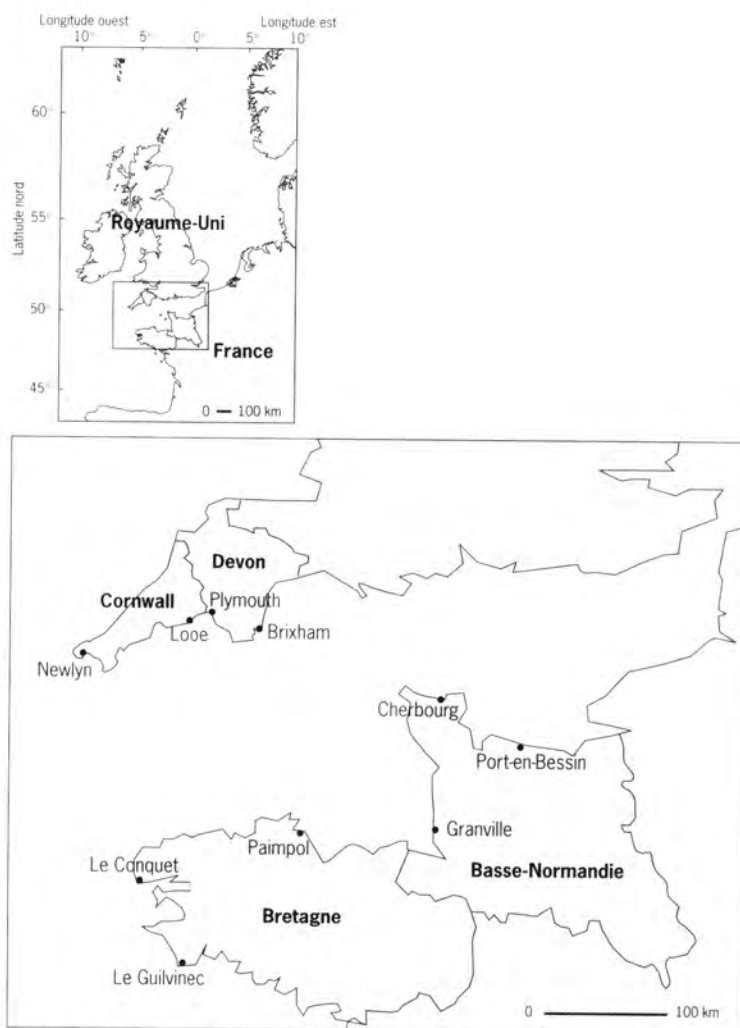 Longitude ouest Longitude est
10° 5° 0° 5° 10°
60°
55°
50°
45°
Latitude nord
Royaume-Uni
France
0 100 km
Devon
Cornwall
Plymouth
Looe
Brixham
Newlyn
Cherbourg
Port-en-Bessin
Granville
Paimpol
Le Conquet
Basse-Normandie
Bretagne
Le Guilvinec
0 100 km